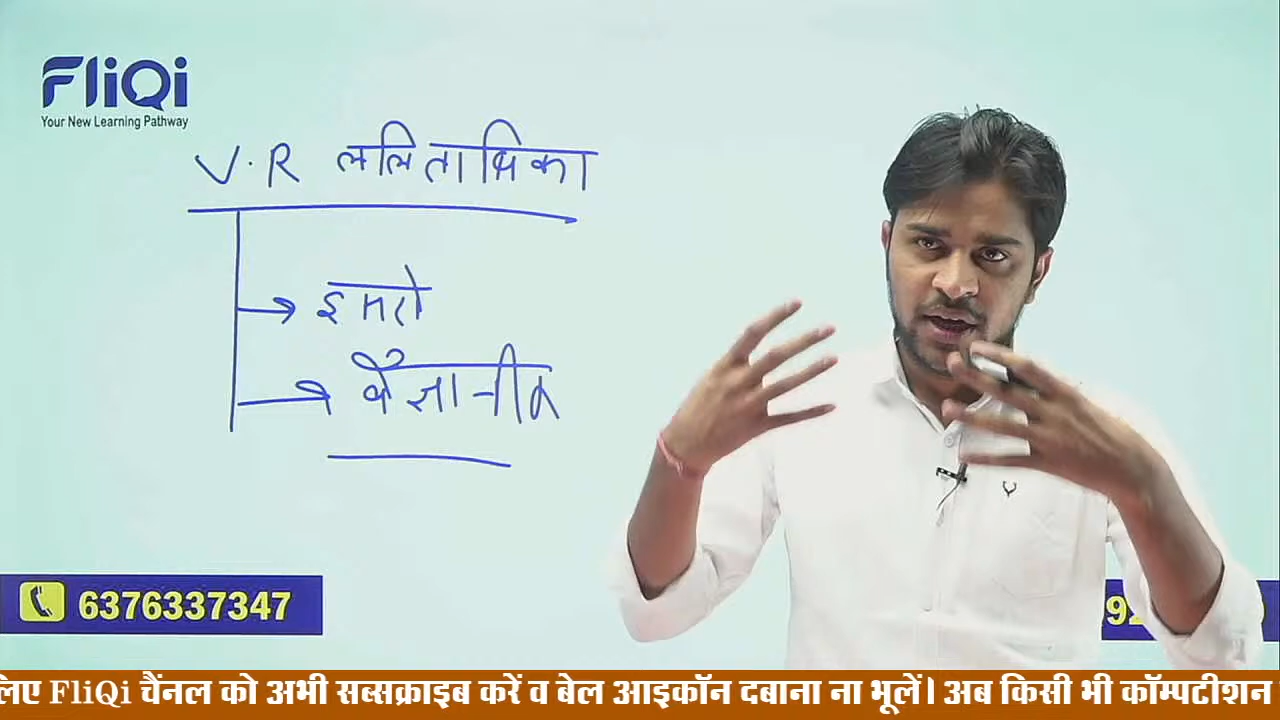 FliQi
Your New Learning Pathway
V.R ललिताम्बिका
इसरो
वैज्ञानीक
6376337347
लिए FliQi चैंनल को अभी सब्सक्राइब करें व बेल आइकॉन दबाना ना भूलें। अब किसी भी कॉम्पटीशन